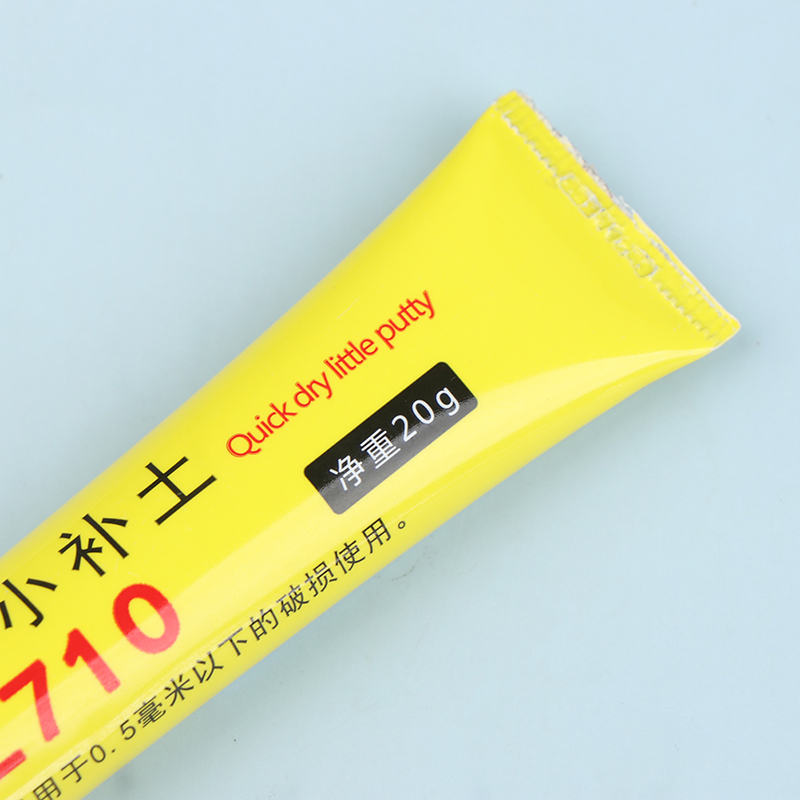 Quick dry little putty
净重20g
小补土
710
用于0.5毫米以下的破损使用。